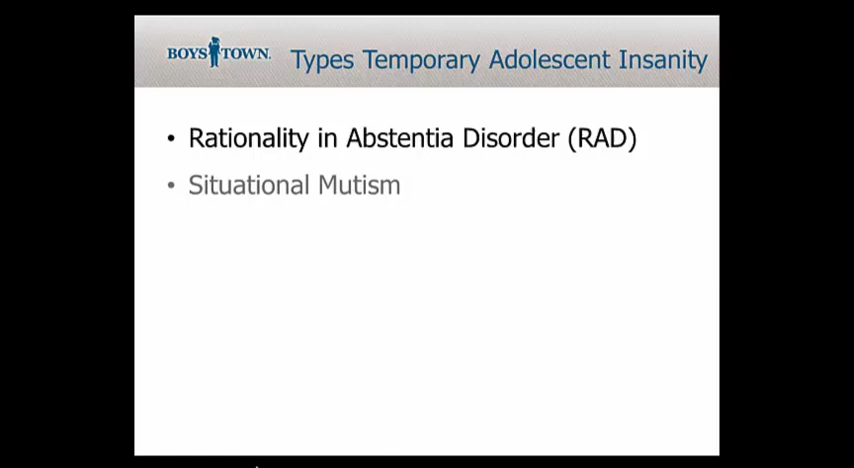 BOYS TOWN. Types Temporary Adolescent Insanity
• Rationality in Abstentia Disorder (RAD)
• Situational Mutism